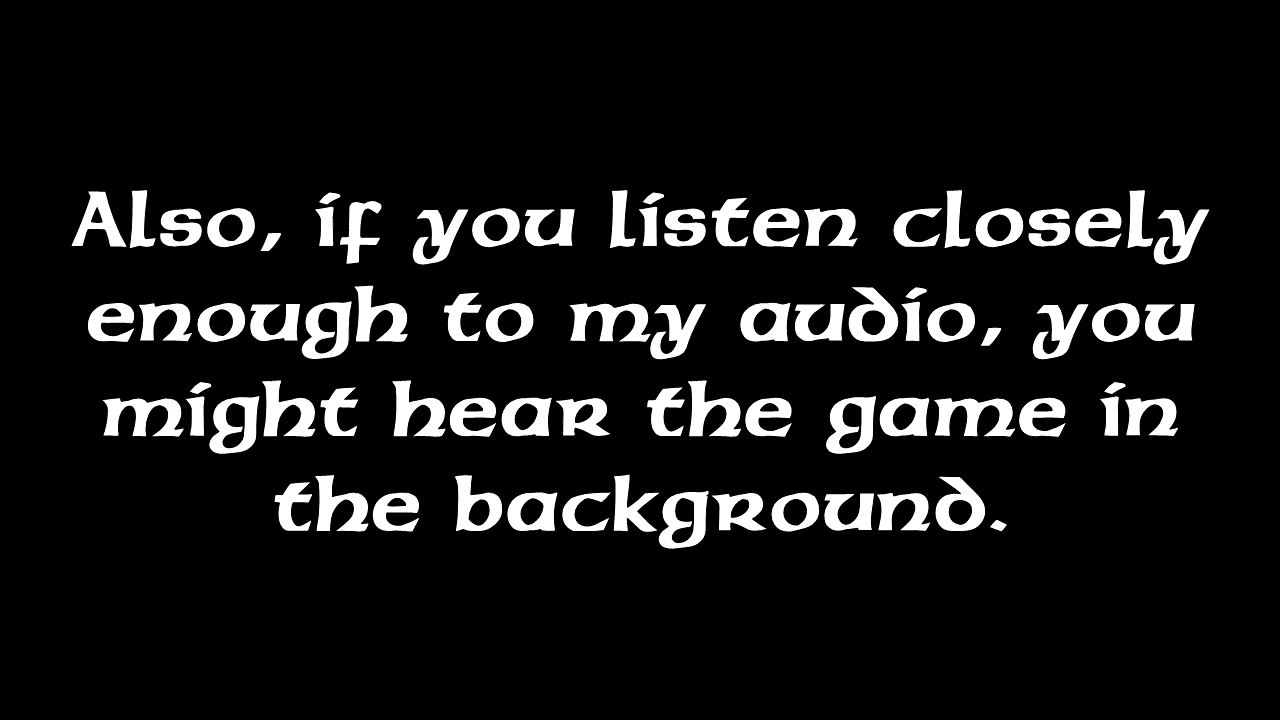 Also, if you listen closely
enough to my audio, you
might hear the game in
the background.